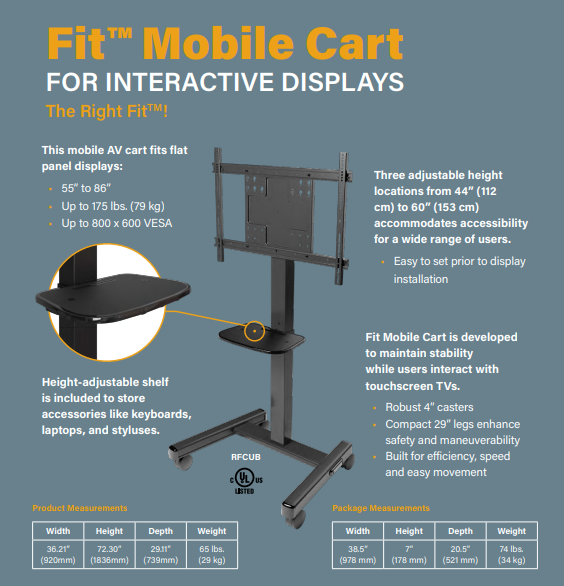 Fit™ Mobile Cart
FOR INTERACTIVE DISPLAYS
The Right Fit™!
This mobile AV cart fits flat
panel displays:
• 55” to 86”
• Up to 175 lbs. (79 kg)
• Up to 800 x 600 VESA
Three adjustable height
locations from 44” (112
cm) to 60” (153 cm)
accommodates accessibility
for a wide range of users.
• Easy to set prior to display
installation
Height-adjustable shelf
is included to store
accessories like keyboards,
laptops, and styluses.
Fit Mobile Cart is developed
to maintain stability
while users interact with
touchscreen TVs.
• Robust 4” casters
• Compact 29” legs enhance
safety and maneuverability
• Built for efficiency, speed
and easy movement
RFCUB
C UL US
LISTED
Product Measurements
Width Height Depth Weight
36.21” 72.30” 29.11” 65 lbs.
(920mm) (1836mm) (739mm) (29 kg)
Package Measurements
Width Height Depth Weight
38.5” 7” 20.5” 74 lbs.
(978 mm) (178 mm) (521 mm) (34 kg)